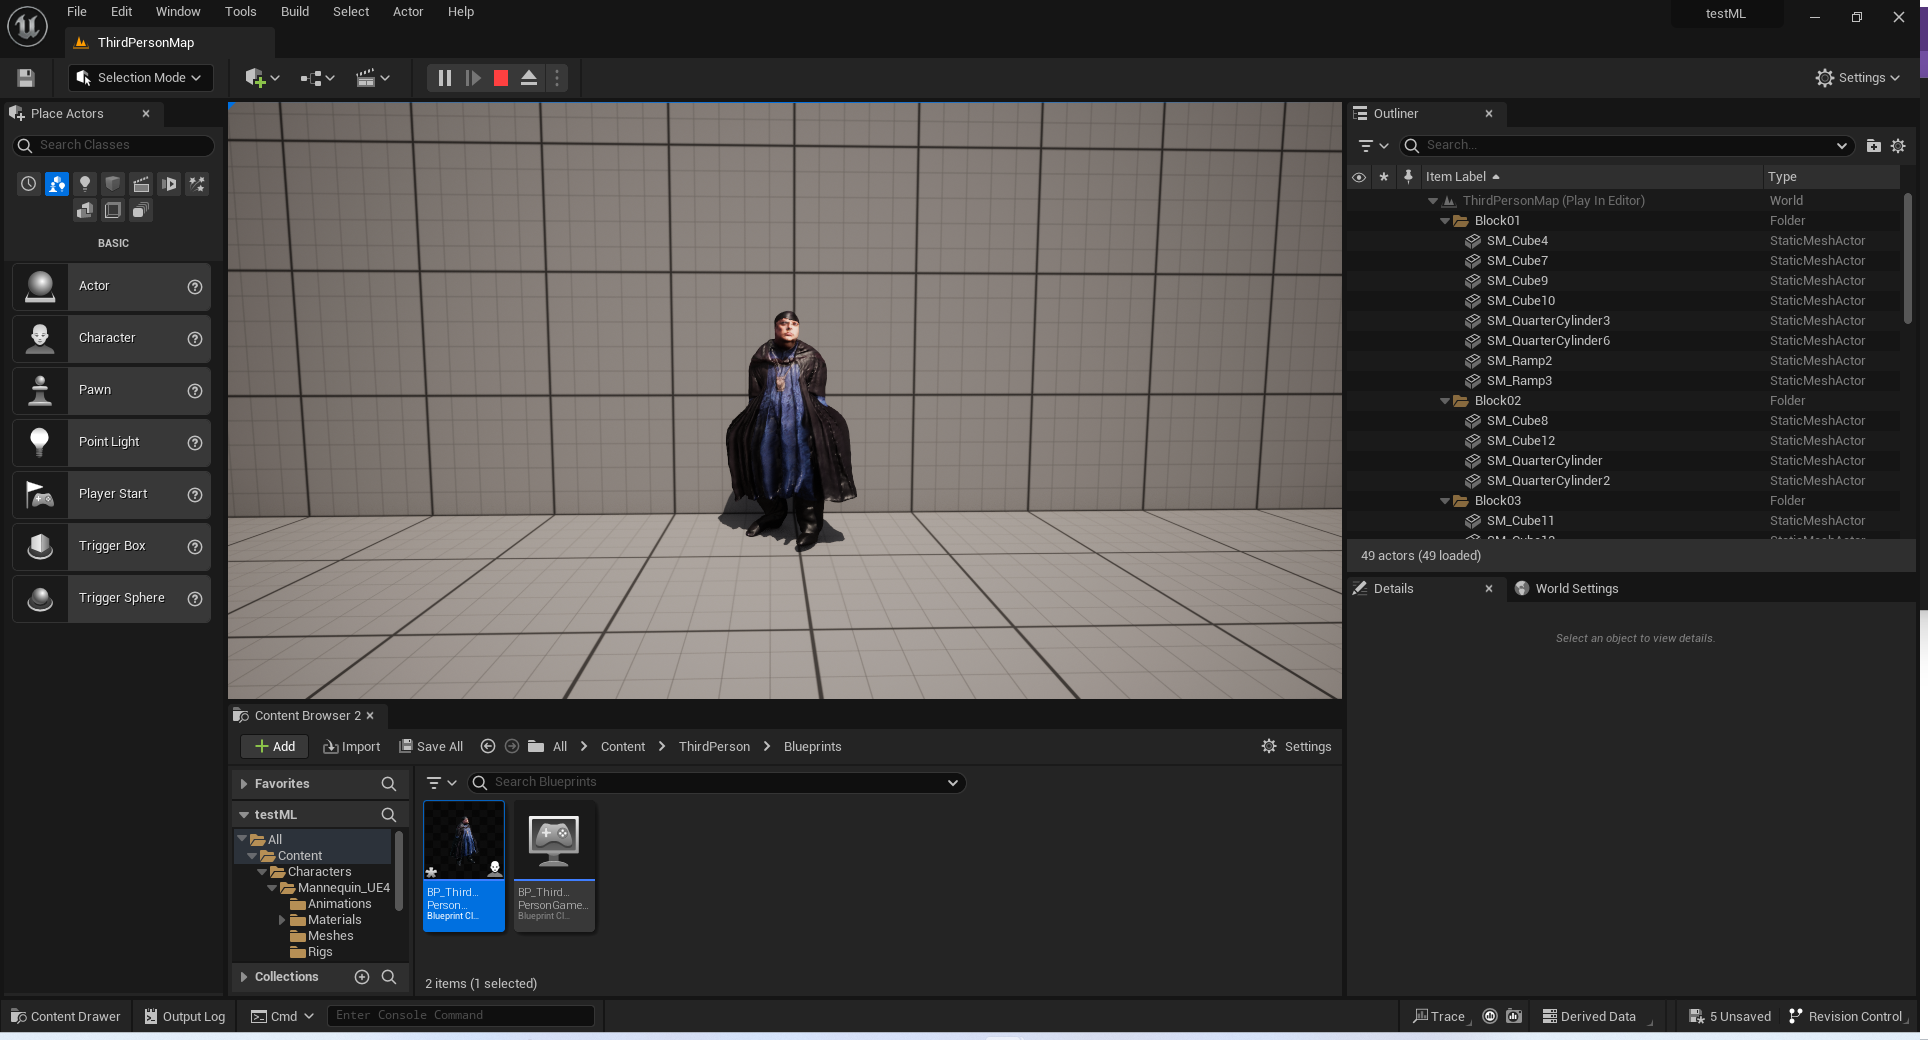 File Edit Window Tools Build Select Actor Help
testML
ThirdPersonMap
Selection Mode
Settings
Place Actors
Search Classes
BASIC
Actor
Character
Pawn
Point Light
Player Start
Trigger Box
Trigger Sphere
Outliner
Search...
Item Label Type
ThirdPersonMap (Play In Editor) World
Block01 Folder
SM_Cube4 StaticMeshActor
SM_Cube7 StaticMeshActor
SM_Cube9 StaticMeshActor
SM_Cube10 StaticMeshActor
SM_QuarterCylinder3 StaticMeshActor
SM_QuarterCylinder6 StaticMeshActor
SM_Ramp2 StaticMeshActor
SM_Ramp3 StaticMeshActor
Block02 Folder
SM_Cube8 StaticMeshActor
SM_Cube12 StaticMeshActor
SM_QuarterCylinder StaticMeshActor
SM_QuarterCylinder2 StaticMeshActor
Block03 Folder
SM_Cube11 StaticMeshActor
49 actors (49 loaded)
Details World Settings
Select an object to view details.
Content Browser 2
Add Import Save All All Content ThirdPerson Blueprints Settings
Favorites
testML
All
Content
Characters
Mannequin_UE4
Animations
Materials
Meshes
Rigs
Collections
Search Blueprints
BP_Third...
Person...
Blueprint Cl...
BP_Third...
PersonGame...
Blueprint Cl...
2 items (1 selected)
Content Drawer Output Log Cmd Enter Console Command Trace Derived Data 5 Unsaved Revision Control